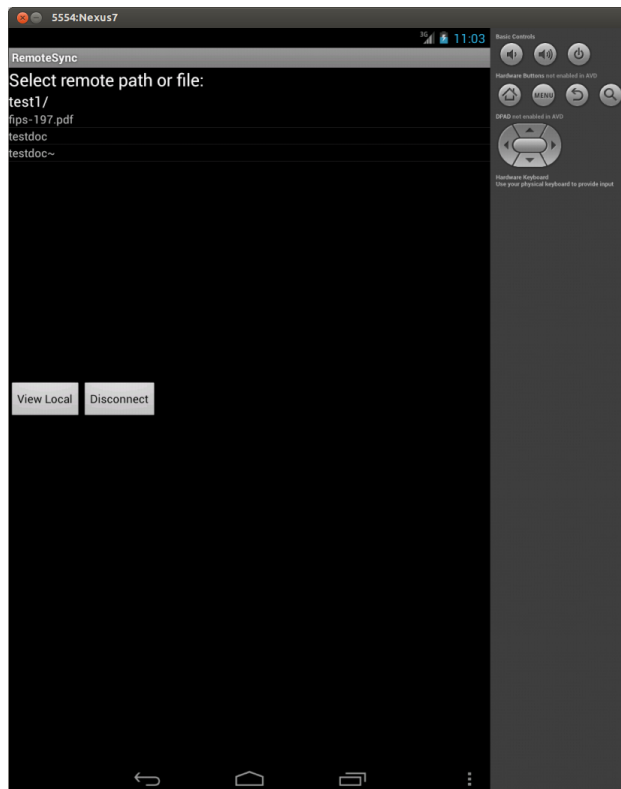 5554:Nexus7
3G 11:03
RemoteSync
Select remote path or file:
test1/
fips-197.pdf
testdoc
testdoc~
View Local Disconnect
Basic Controls
Hardware Buttons not enabled in AVD
MENU
DPAD not enabled in AVD
Hardware Keyboard
Use your physical keyboard to provide input